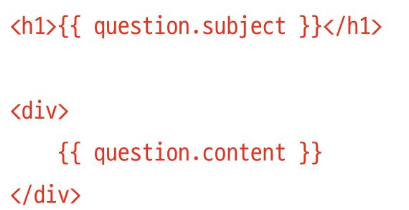 <h1>{{ question.subject }}</h1>

<div>
    {{ question.content }}
</div>